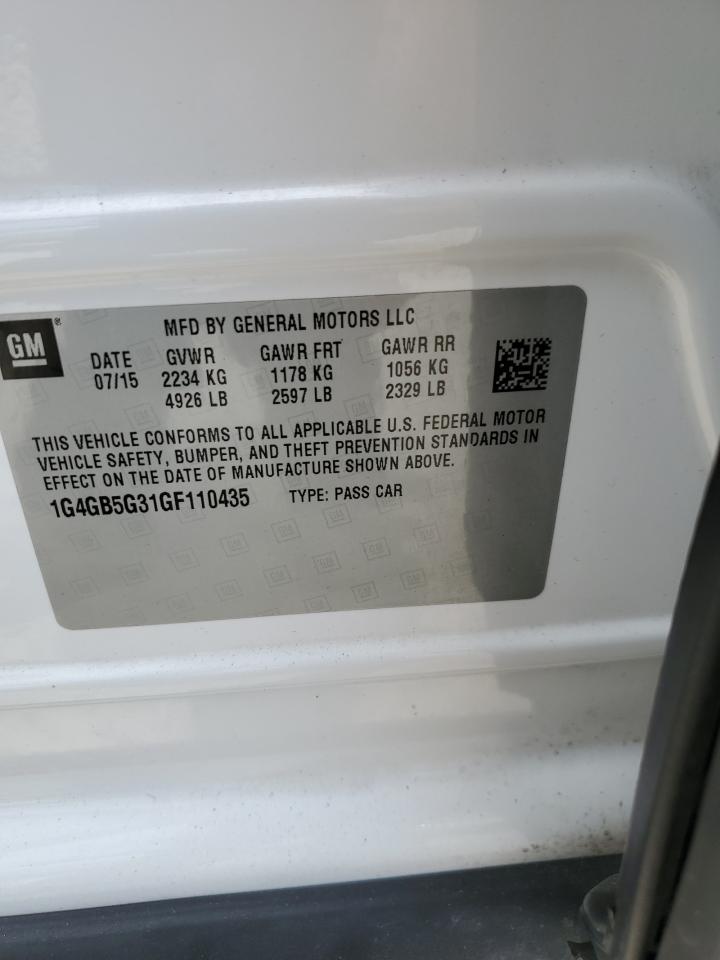 GM®
MFD BY GENERAL MOTORS LLC
DATE GVWR GAWR FRT GAWR RR
07/15 2234 KG 1178 KG 1056 KG
4926 LB 2597 LB 2329 LB
THIS VEHICLE CONFORMS TO ALL APPLICABLE U.S. FEDERAL MOTOR
VEHICLE SAFETY, BUMPER, AND THEFT PREVENTION STANDARDS IN
EFFECT ON THE DATE OF MANUFACTURE SHOWN ABOVE.
1G4GB5G31GF110435 TYPE: PASS CAR